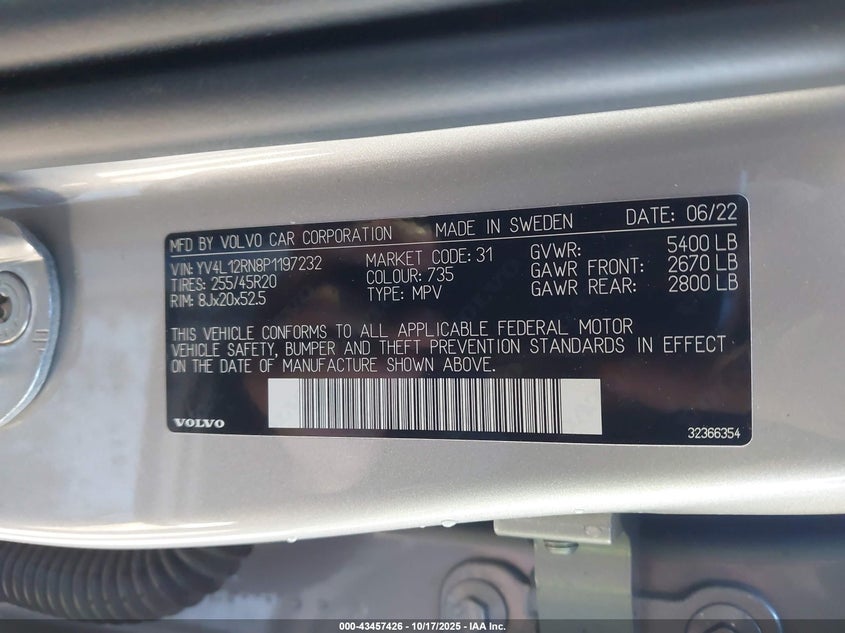 MFD BY VOLVO CAR CORPORATION MADE IN SWEDEN DATE: 06/22
VIN: YV4L12RN8P1197232 MARKET CODE: 31 GVWR: 5400 LB
TIRES: 255/45R20 COLOUR: 735 GAWR FRONT: 2670 LB
RIM: 8Jx20x52.5 TYPE: MPV GAWR REAR: 2800 LB
THIS VEHICLE CONFORMS TO ALL APPLICABLE FEDERAL MOTOR
VEHICLE SAFETY, BUMPER AND THEFT PREVENTION STANDARDS IN EFFECT
ON THE DATE OF MANUFACTURE SHOWN ABOVE.
VOLVO 32366354
000-43457426 - 10/17/2025 - IAA Inc.